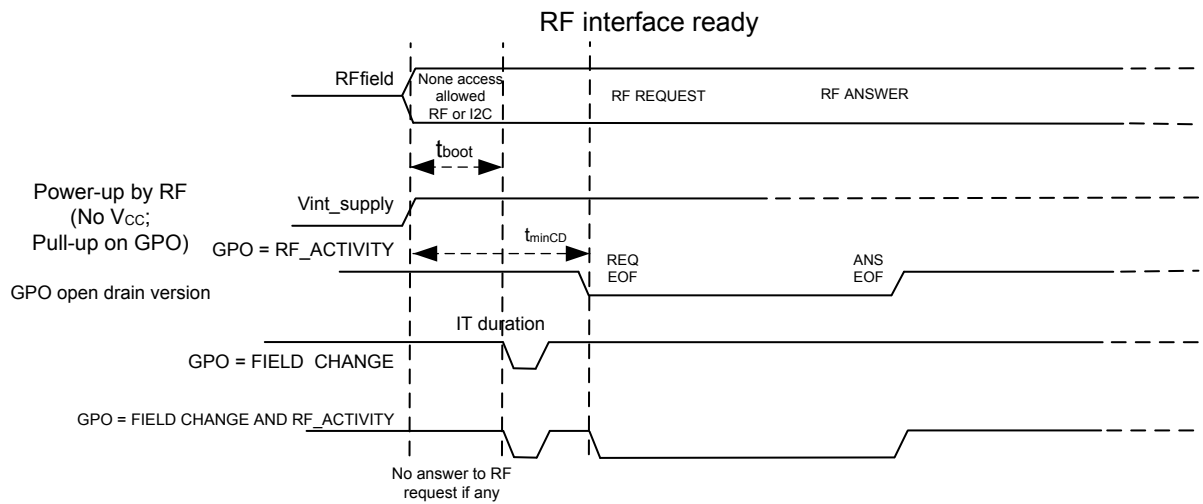 RF interface ready
RFfield
None access
allowed
RF or I2C
RF REQUEST
RF ANSWER
tboot
Power-up by RF
(No VCC;
Pull-up on GPO)
Vint_supply
GPO = RF_ACTIVITY
tminCD
REQ
EOF
ANS
EOF
GPO open drain version
IT duration
GPO = FIELD CHANGE
GPO = FIELD CHANGE AND RF_ACTIVITY
No answer to RF
request if any